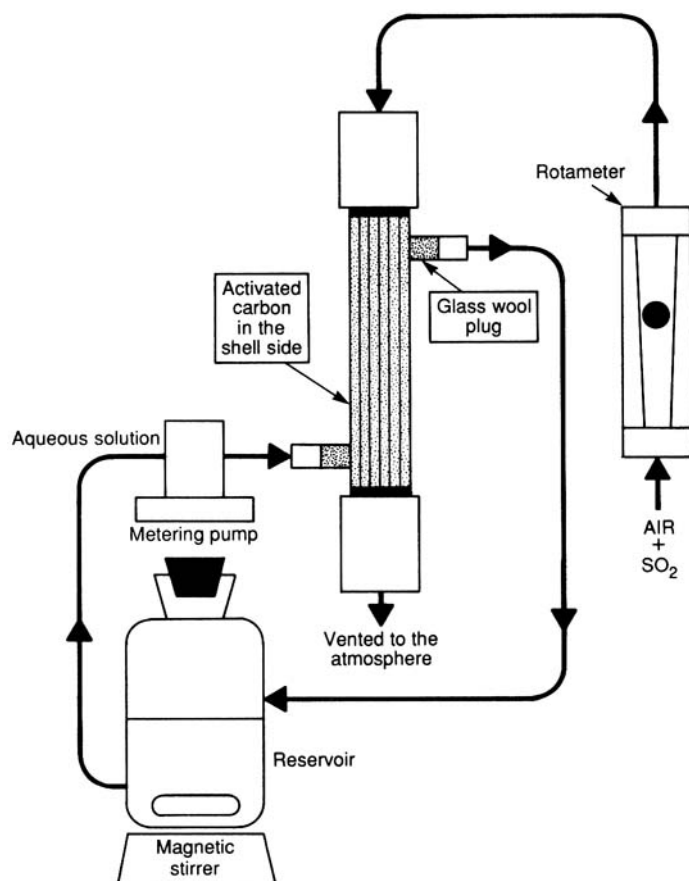 Rotameter
Activated
carbon
in the
shell side
Glass wool
plug
Aqueous solution
Metering pump
AIR
+
SO₂
Vented to the
atmosphere
Reservoir
Magnetic
stirrer